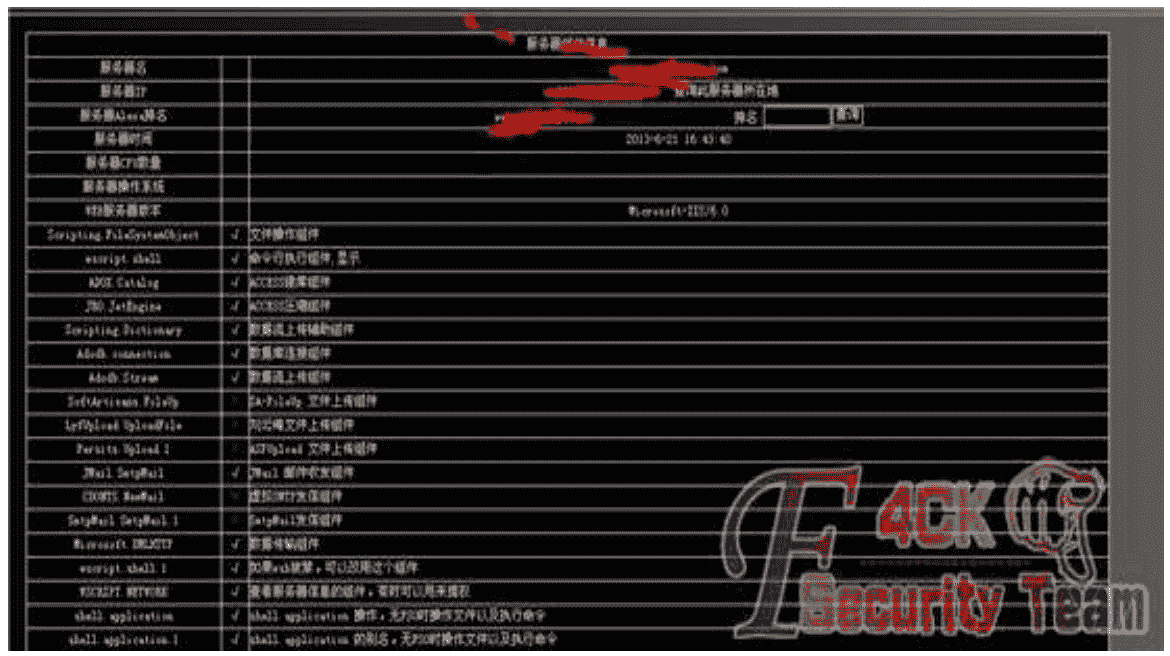 服务器组件信息
服务器名
服务器IP 查询此服务器所在地
服务器Alexa排名 排名 查询
服务器时间 2013-6-21 16:43:40
服务器CPU数量
服务器操作系统
WEB服务器版本 Microsoft-IIS/6.0
Scripting.FileSystemObject √ 文件操作组件
wscript.shell √ 命令行执行组件,显示
ADOX.Catalog √ ACCESS建库组件
JRO.JetEngine √ ACCESS压缩组件
Scripting.Dictionary √ 数据流上传辅助组件
Adodb.connection √ 数据库连接组件
Adodb.Stream √ 数据流上传组件
SoftArtisans.FileUp SA-FileUp 文件上传组件
LyfUpload.UploadFile 刘云峰文件上传组件
Persits.Upload.1 ASPUpload 文件上传组件
JMail.SmtpMail √ JMail 邮件收发组件
CDONTS.NewMail 虚拟SMTP发信组件
SmtpMail.SmtpMail.1 SmtpMail发信组件
Microsoft.XMLHTTP √ 数据传输组件
wscript.shell.1 √ 如果wsh被禁,可以改用这个组件
WSCRIPT.NETWORK √ 查看服务器信息的组件,有时可以用来提权
shell.application √ shell.application 操作,无FSO时操作文件以及执行命令
shell.application.1 √ shell.application 的别名,无FSO时操作文件以及执行命令
F4CK
Security Team